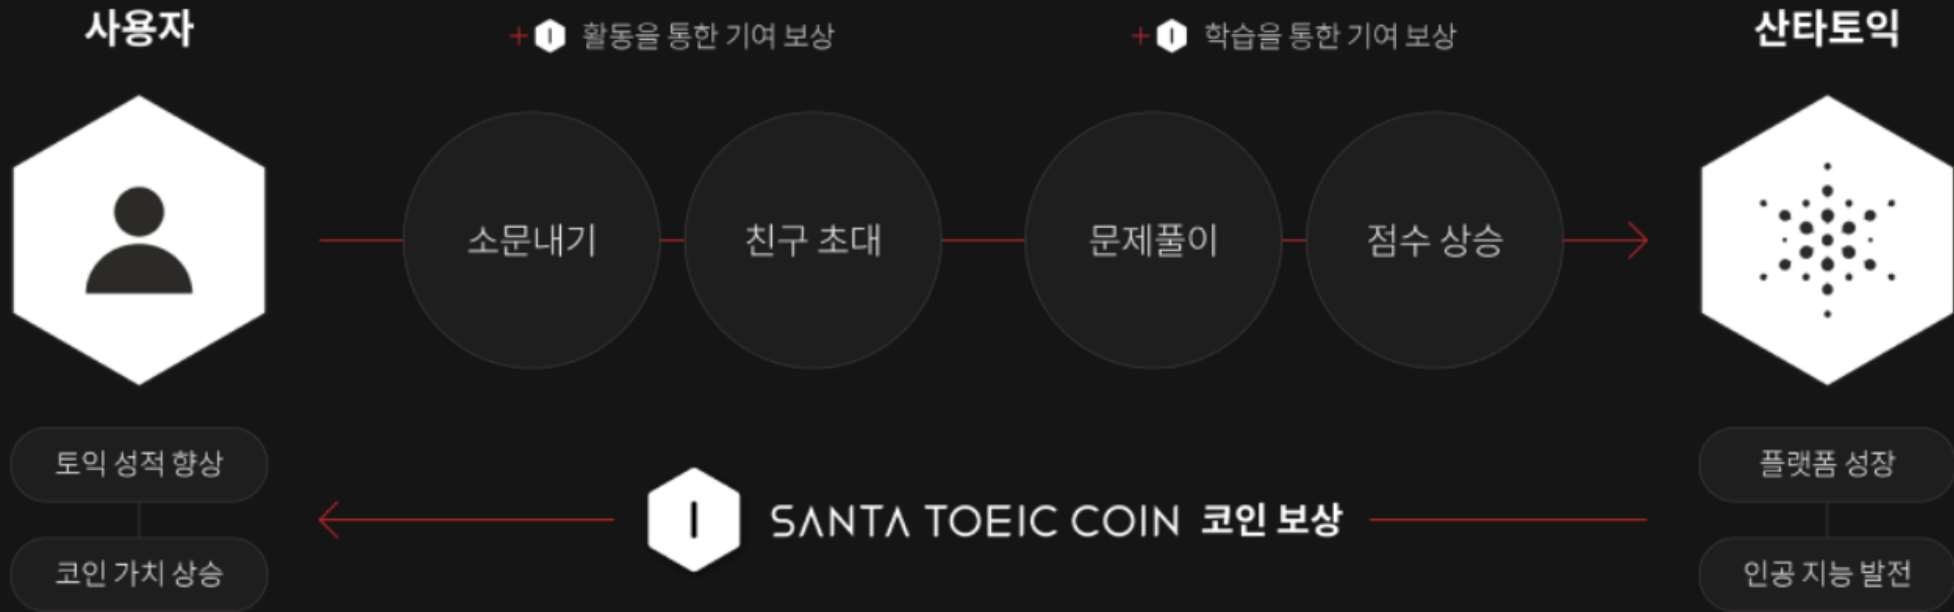 사용자
+ 활동을 통한 기여 보상
+ 학습을 통한 기여 보상
산타토익
소문내기
친구 초대
문제풀이
점수 상승
토익 성적 향상
코인 가치 상승
SANTA TOEIC COIN 코인 보상
플랫폼 성장
인공 지능 발전